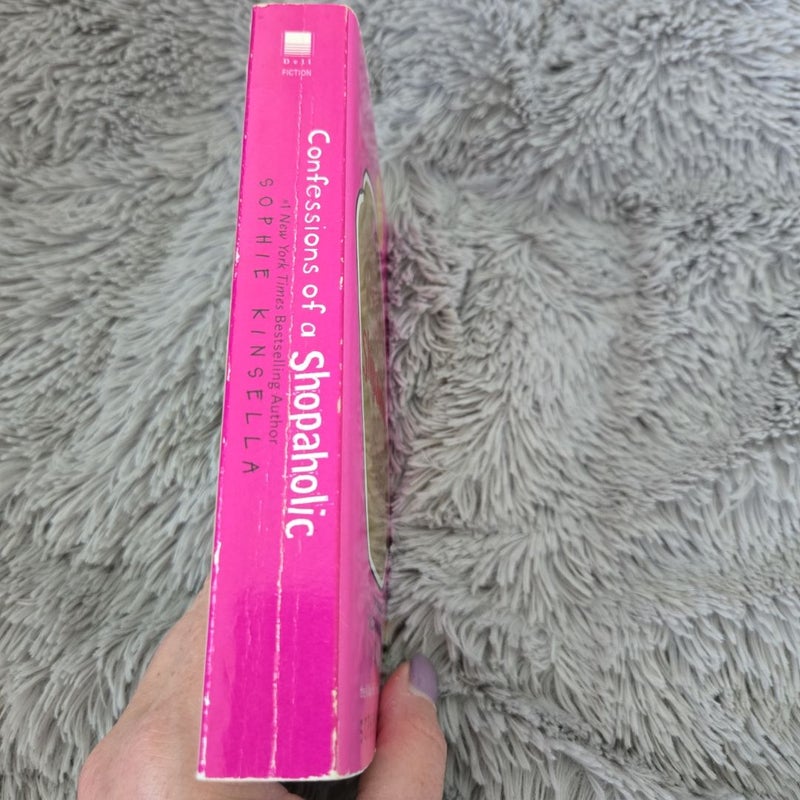 Dell
FICTION
Confessions of a Shopaholic
#1 New York Times Bestselling Author
SOPHIE KINSELLA